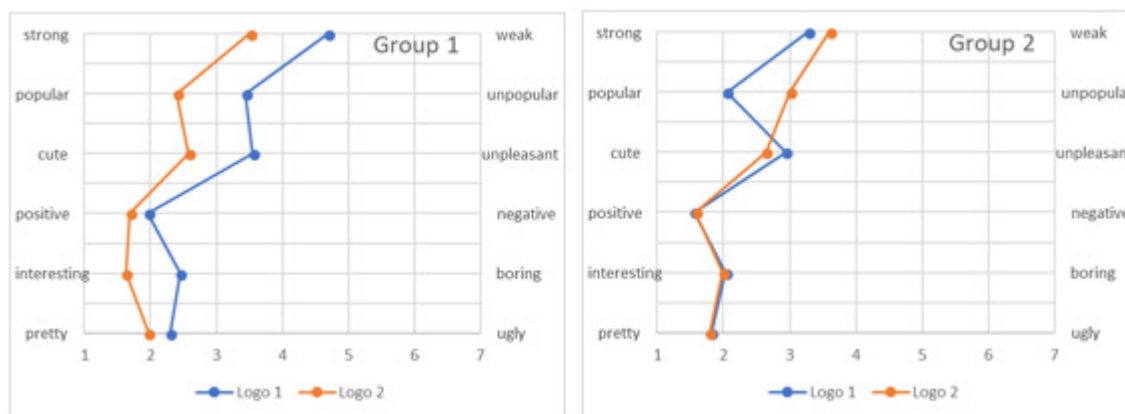 Group 1
strong weak
popular unpopular
cute unpleasant
positive negative
interesting boring
pretty ugly
1 2 3 4 5 6 7
Logo 1 Logo 2
Group 2
strong weak
popular unpopular
cute unpleasant
positive negative
interesting boring
pretty ugly
1 2 3 4 5 6 7
Logo 1 Logo 2